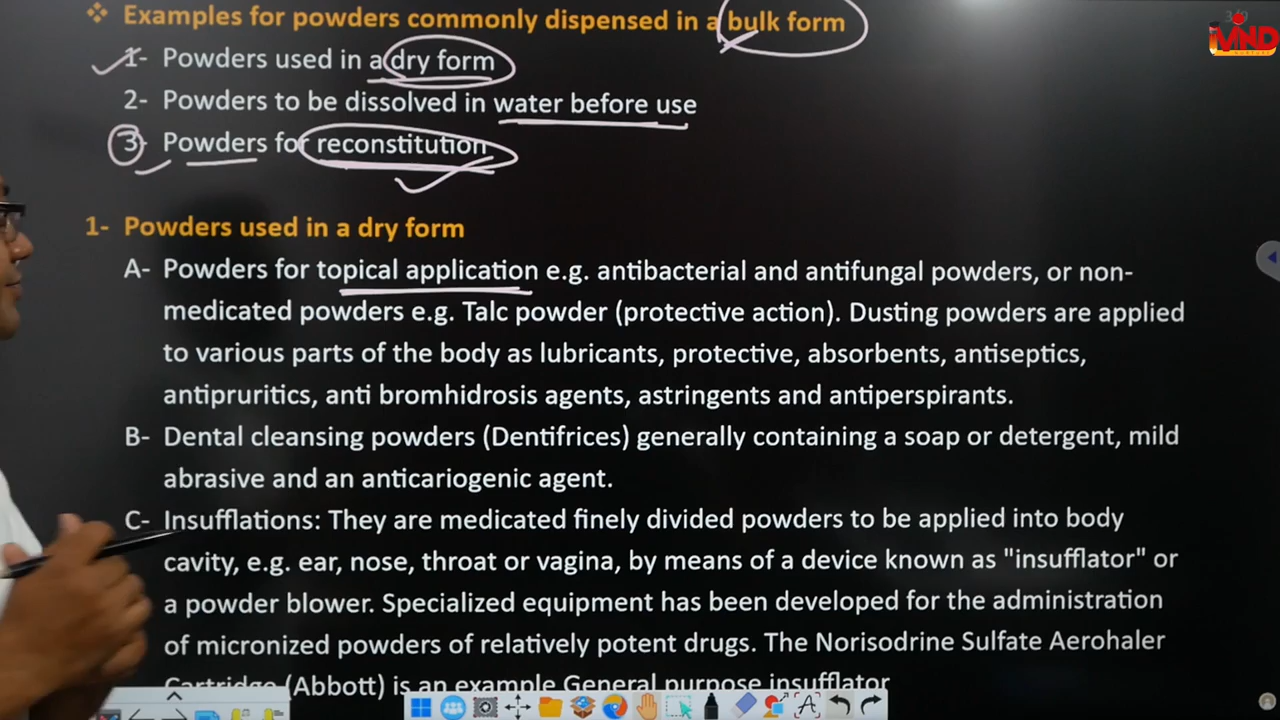 ❖ Examples for powders commonly dispensed in a bulk form
1- Powders used in a dry form
2- Powders to be dissolved in water before use
3- Powders for reconstitution
1- Powders used in a dry form
A- Powders for topical application e.g. antibacterial and antifungal powders, or non-
medicated powders e.g. Talc powder (protective action). Dusting powders are applied
to various parts of the body as lubricants, protective, absorbents, antiseptics,
antipruritics, anti bromhidrosis agents, astringents and antiperspirants.
B- Dental cleansing powders (Dentifrices) generally containing a soap or detergent, mild
abrasive and an anticariogenic agent.
C- Insufflations: They are medicated finely divided powders to be applied into body
cavity, e.g. ear, nose, throat or vagina, by means of a device known as "insufflator" or
a powder blower. Specialized equipment has been developed for the administration
of micronized powders of relatively potent drugs. The Norisodrine Sulfate Aerohaler
Cartridge (Abbott) is an example General purpose insufflator